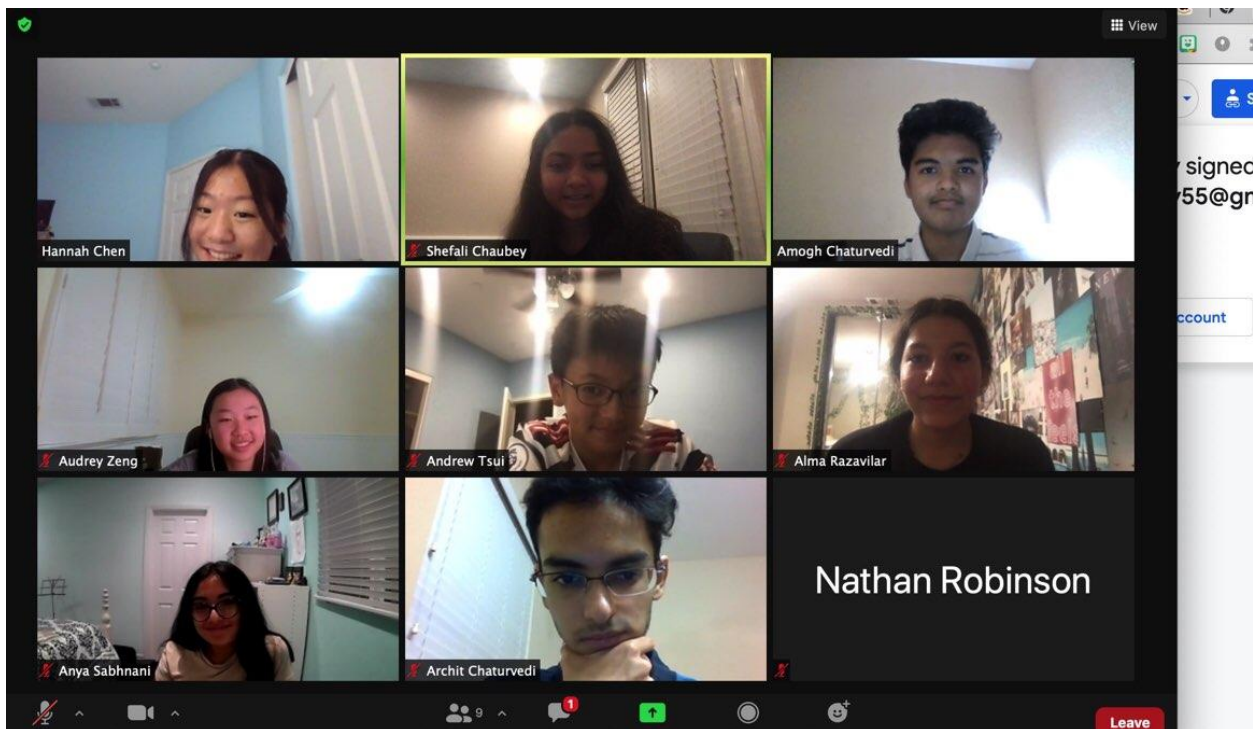 View
Hannah Chen
Shefali Chaubey
Amogh Chaturvedi
Audrey Zeng
Andrew Tsui
Alma Razavilar
Anya Sabhnani
Archit Chaturvedi
Nathan Robinson
9
1
Leave
S
signed
55@gm
ccount